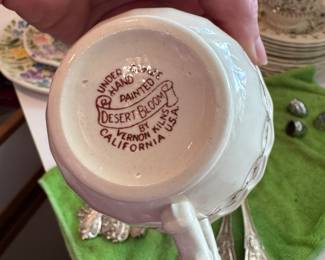 UNDER GLAZE
HAND
PAINTED
DESERT BLOOM
BY
VERNON KILNS
CALIFORNIA U.S.A.